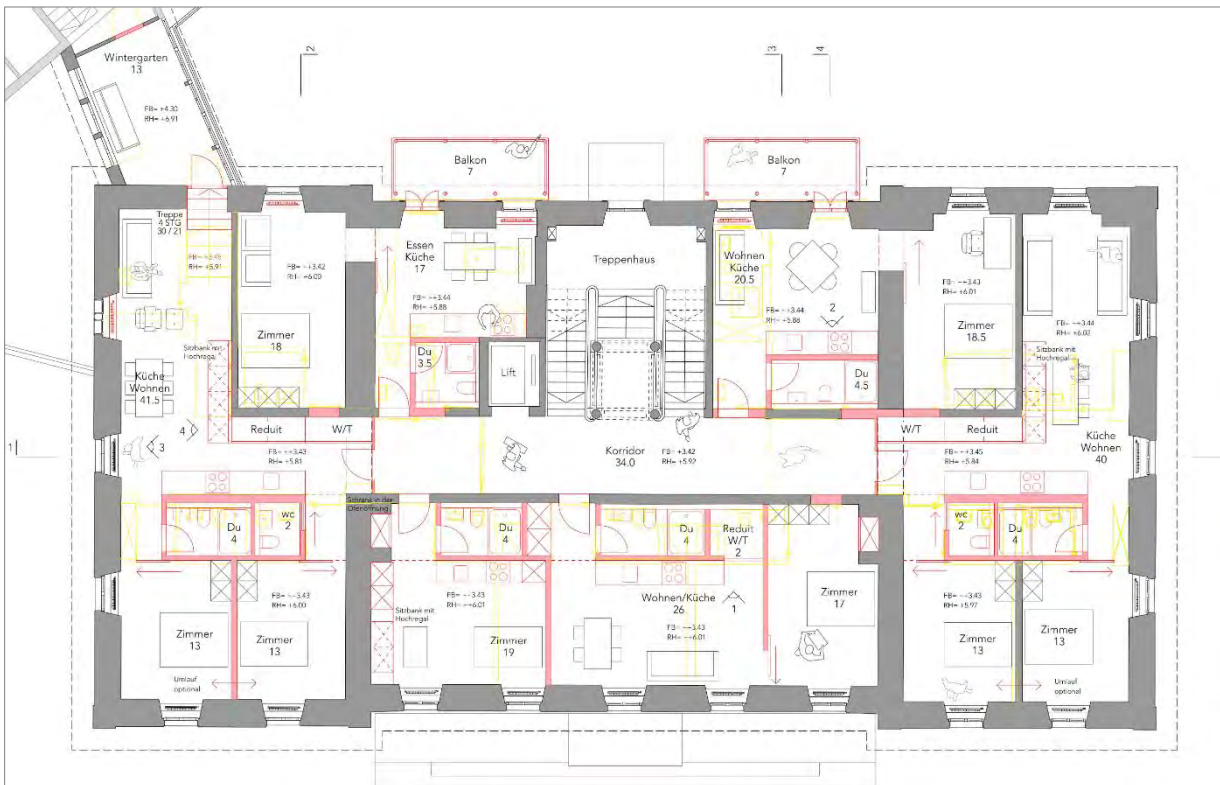 Wintergarten
13
FB= +4.30
RH= +6.91
2
3
4
Balkon
7
Balkon
7
Treppe
4 STG
30 / 21
RH= +5.91
FB= -+3.42
RH= +6.00
Zimmer
18
Essen
Küche
17
FB= -+3.44
RH= +5.88
Treppenhaus
Wohnen
Küche
20.5
FB= -+3.44
RH= +5.88
2
FB= -+3.43
RH= +6.01
Zimmer
18.5
FB= -+3.44
RH= +6.02
Sitzbank mit
Hochregal
Sitzbank mit
Hochregal
Küche
Wohnen
41.5
Du
3.5
Lift
Du
4.5
3
4
Reduit
W/T
Korridor
34.0
FB= +3.42
RH= +5.92
W/T
Reduit
Küche
Wohnen
40
1
FB= -+3.43
RH= +5.81
FB= -+3.45
RH= +5.84
Schrank in der
Ofenöffnung
Du
4
wc
2
Du
4
Du
4
Reduit
W/T
2
wc
2
Du
4
FB= -+3.43
RH= +6.00
Zimmer
13
Zimmer
13
Umlauf
optional
FB= -+3.43
RH= -+6.01
Sitzbank mit
Hochregal
Zimmer
19
Wohnen/Küche
26
FB= -+3.43
RH= -+6.01
1
Zimmer
17
FB= -+3.43
RH= +5.97
Zimmer
13
Zimmer
13
Umlauf
optional